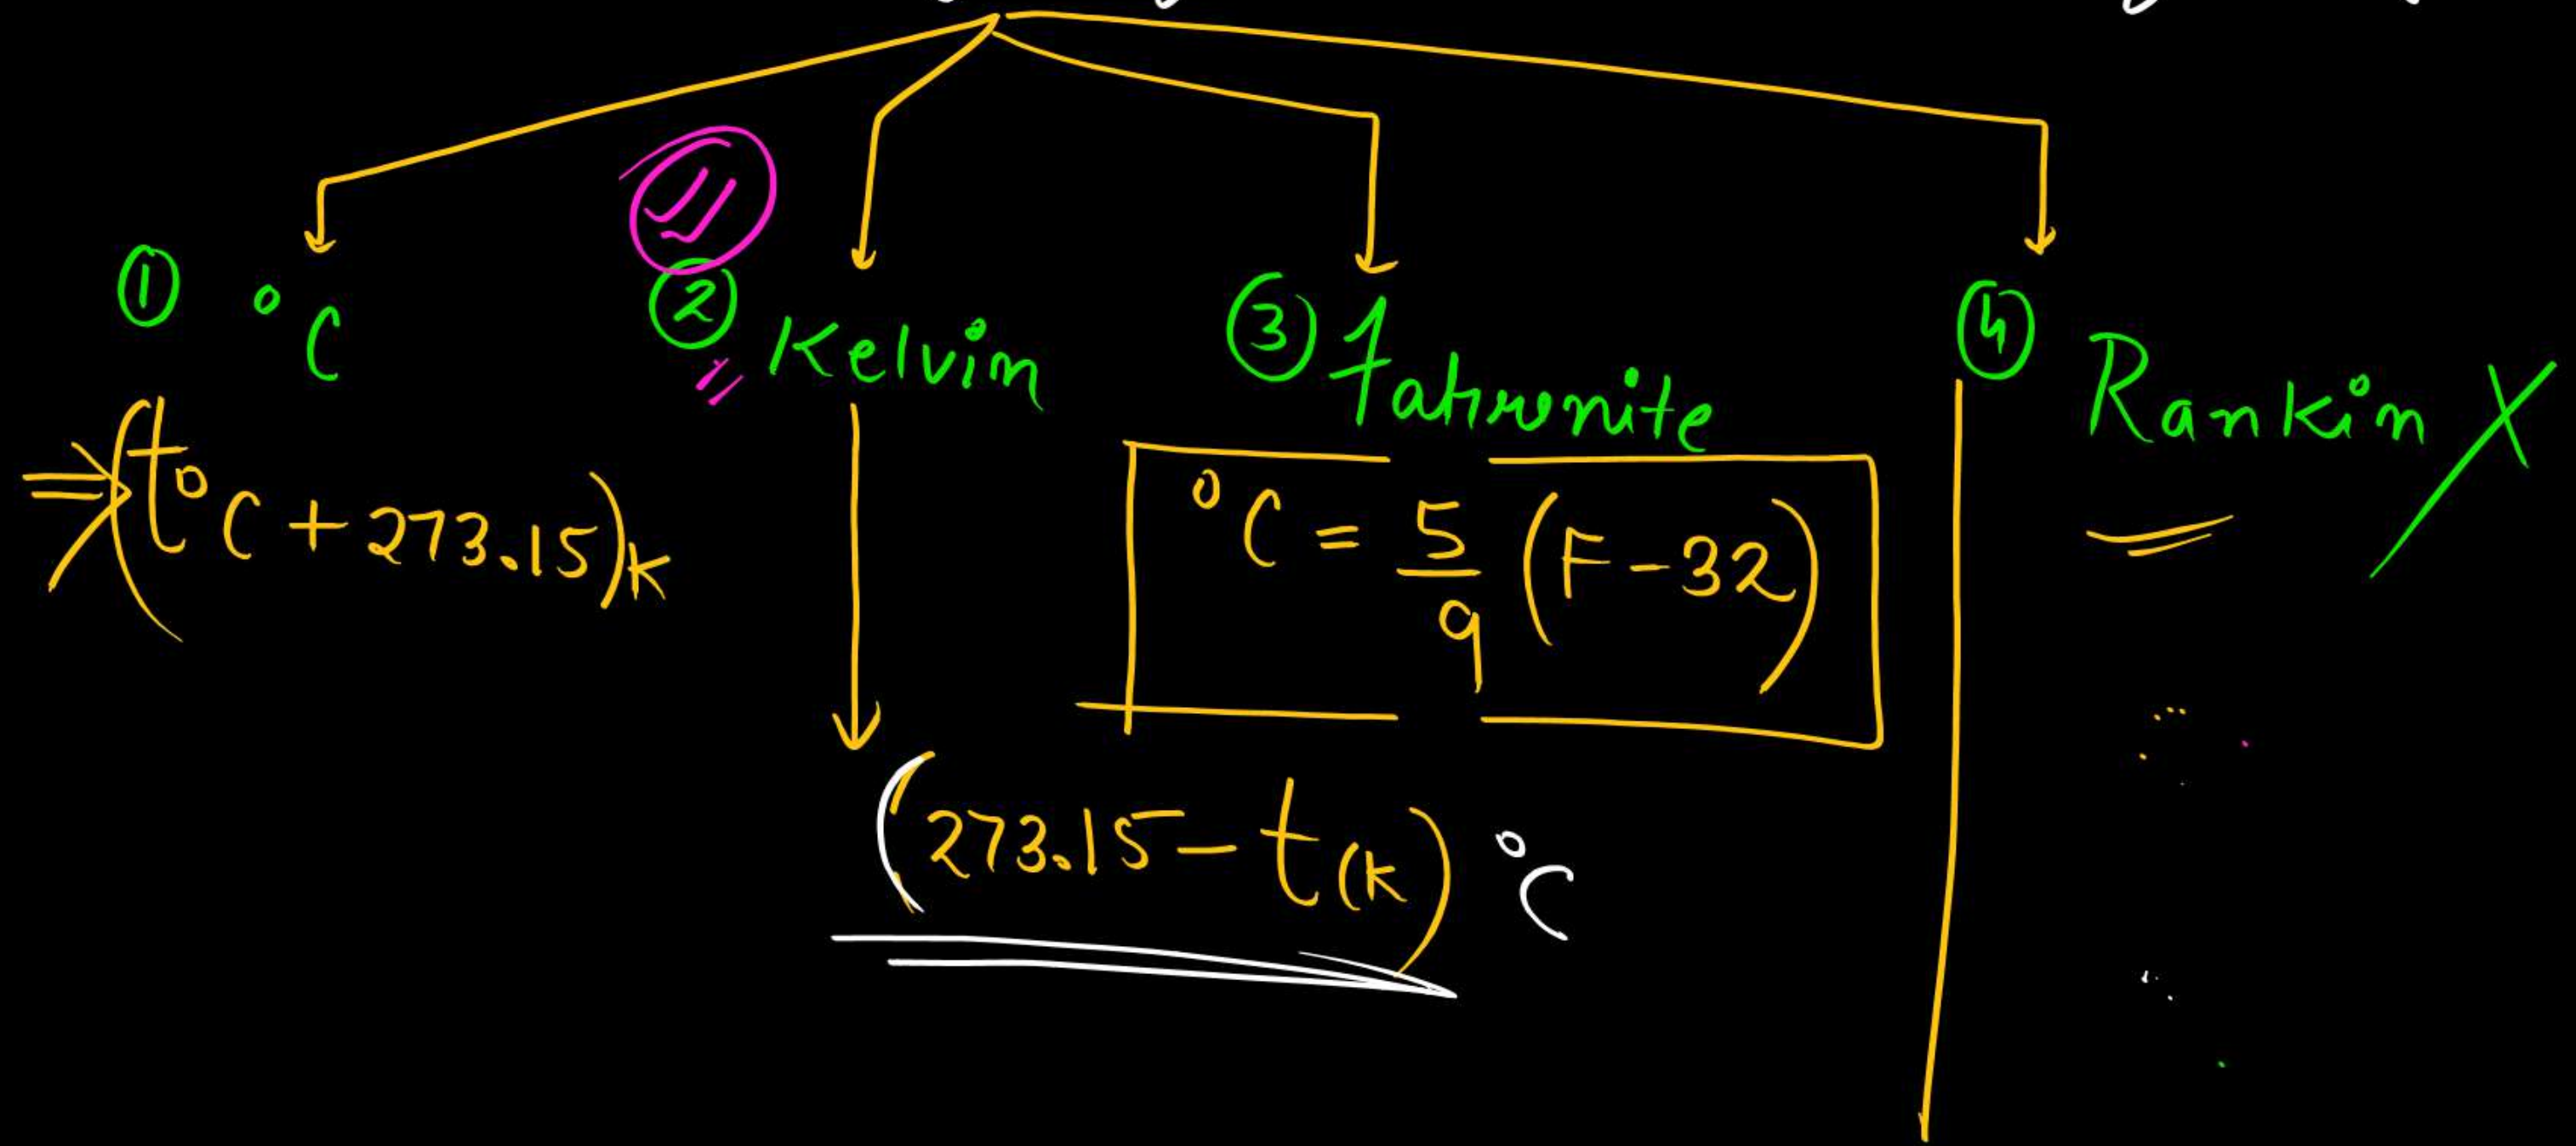 ① °C
② Kelvin
③ Fahrenite
④ Rankin X
⇒ (t°C + 273.15)K
°C = 5/9 (F - 32)
(273.15 - t(K)) °C